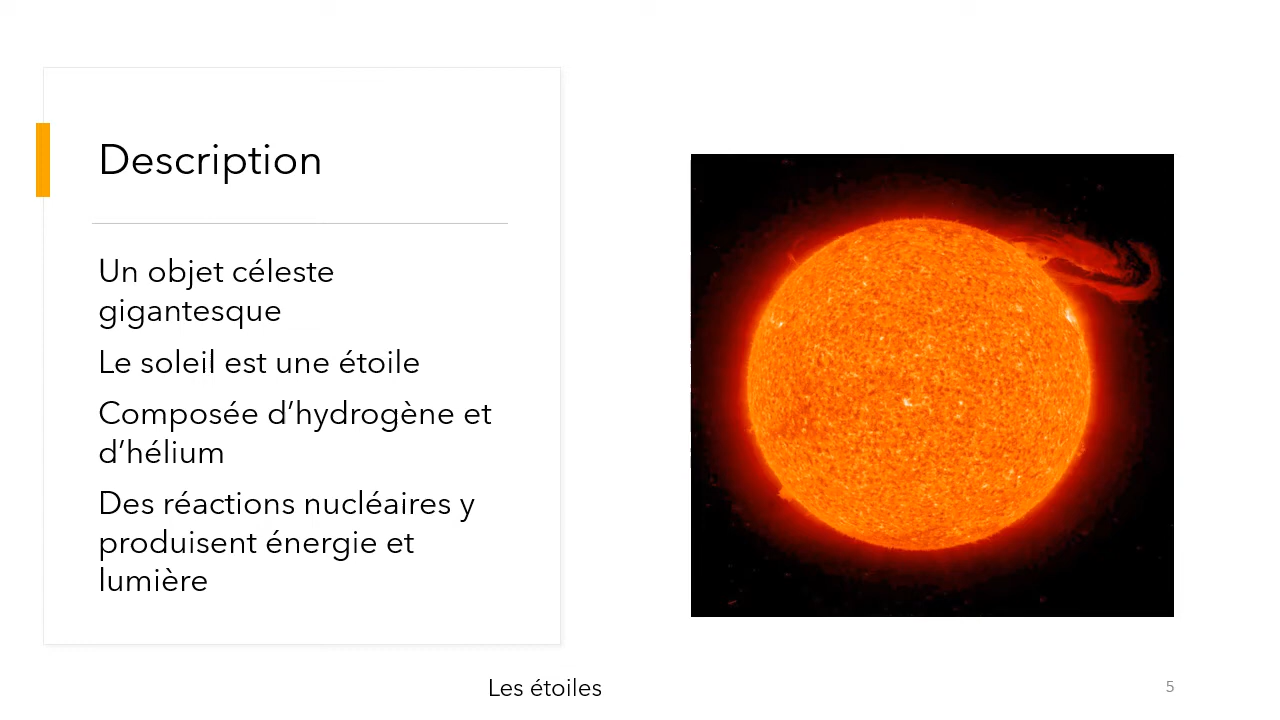 Description
Un objet céleste
gigantesque
Le soleil est une étoile
Composée d’hydrogène et
d’hélium
Des réactions nucléaires y
produisent énergie et
lumière
Les étoiles
5